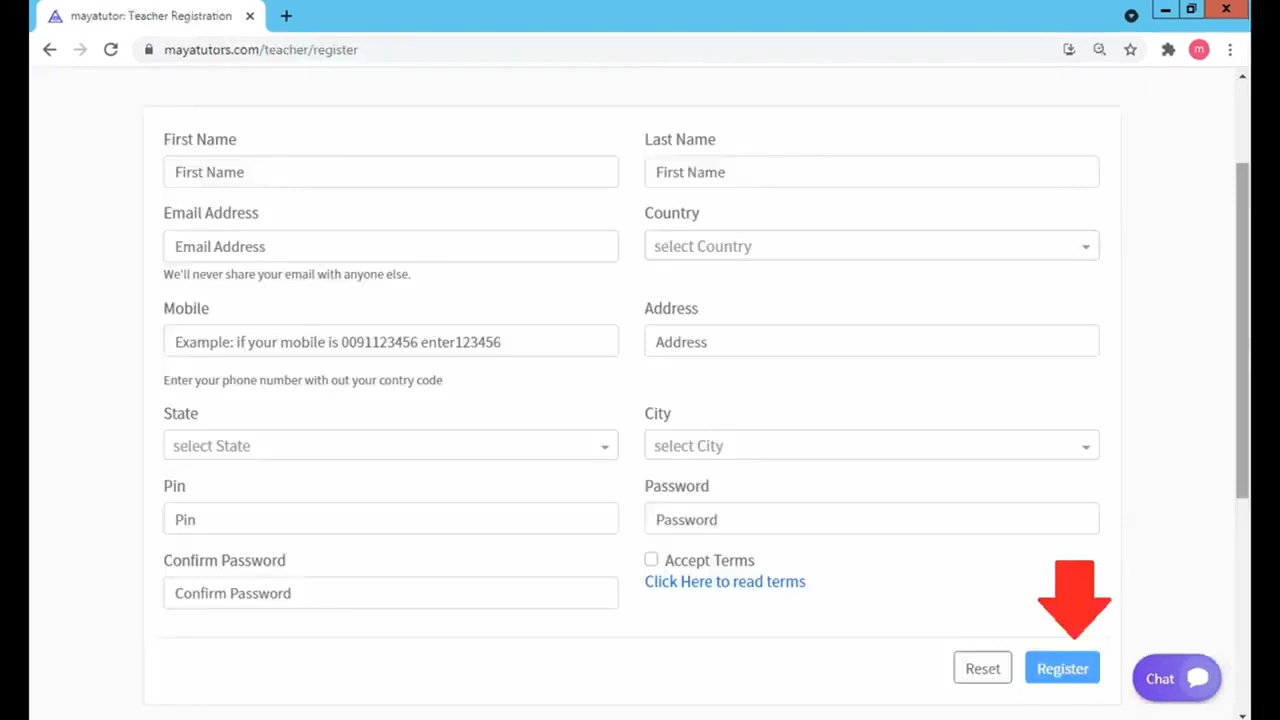 mayatutor: Teacher Registration
mayatutors.com/teacher/register
m
First Name
Last Name
First Name
First Name
Email Address
Country
Email Address
select Country
We'll never share your email with anyone else.
Mobile
Address
Example: if your mobile is 0091123456 enter123456
Address
Enter your phone number with out your contry code
State
City
select State
select City
Pin
Password
Pin
Password
Confirm Password
Accept Terms
Click Here to read terms
Confirm Password
Reset
Register
Chat